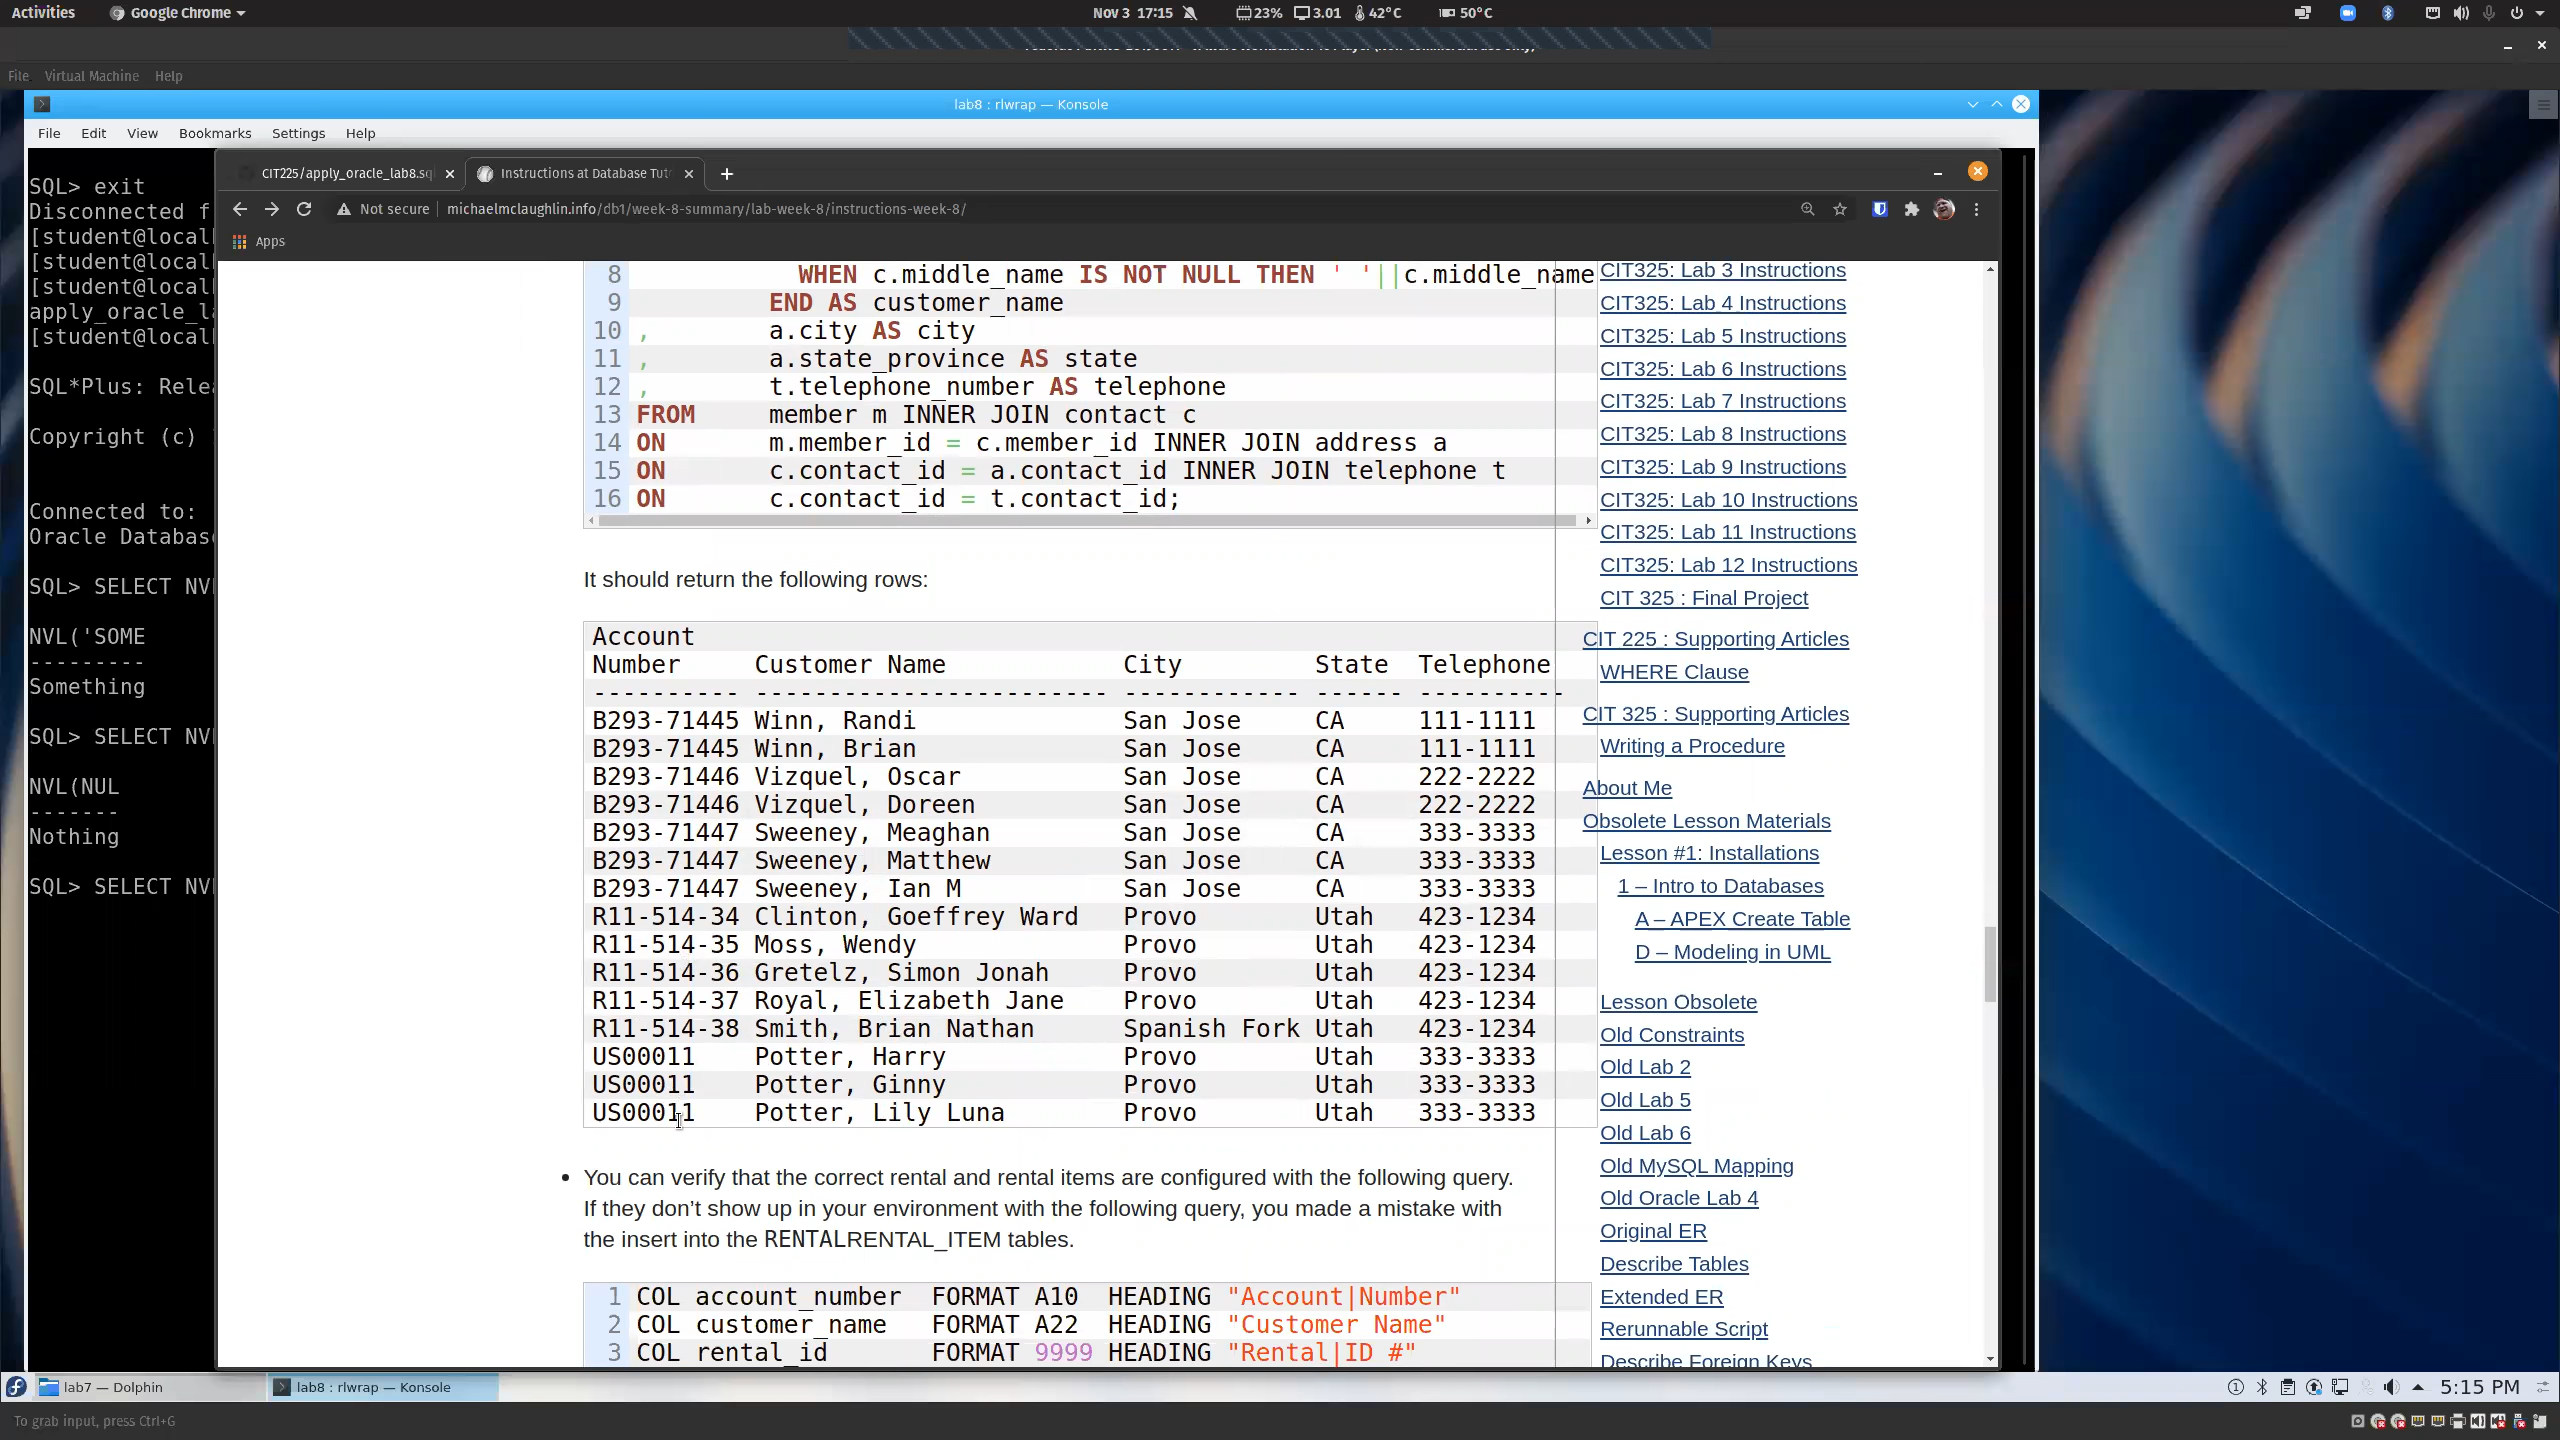 Activities Google Chrome Nov 3 17:15 23% 3.01 42°C 50°C
File Virtual Machine Help
lab8 : rlwrap — Konsole
File Edit View Bookmarks Settings Help
SQL> exit
Disconnected f
[student@local
[student@local
[student@local
apply_oracle_l
[student@local
SQL*Plus: Rele
Copyright (c)
Connected to:
Oracle Databas
SQL> SELECT NV
NVL('SOME
---------
Something
SQL> SELECT NV
NVL(NUL
-------
Nothing
SQL> SELECT NV
CIT225/apply_oracle_lab8.sq Instructions at Database Tut
Not secure michaelmclaughlin.info/db1/week-8-summary/lab-week-8/instructions-week-8/
Apps
8 WHEN c.middle_name IS NOT NULL THEN ' '||c.middle_name
9 END AS customer_name
10 , a.city AS city
11 , a.state_province AS state
12 , t.telephone_number AS telephone
13 FROM member m INNER JOIN contact c
14 ON m.member_id = c.member_id INNER JOIN address a
15 ON c.contact_id = a.contact_id INNER JOIN telephone t
16 ON c.contact_id = t.contact_id;
It should return the following rows:
Account
Number Customer Name City State Telephone
---------- ------------------------ ------------ ------ ----------
B293-71445 Winn, Randi San Jose CA 111-1111
B293-71445 Winn, Brian San Jose CA 111-1111
B293-71446 Vizquel, Oscar San Jose CA 222-2222
B293-71446 Vizquel, Doreen San Jose CA 222-2222
B293-71447 Sweeney, Meaghan San Jose CA 333-3333
B293-71447 Sweeney, Matthew San Jose CA 333-3333
B293-71447 Sweeney, Ian M San Jose CA 333-3333
R11-514-34 Clinton, Goeffrey Ward Provo Utah 423-1234
R11-514-35 Moss, Wendy Provo Utah 423-1234
R11-514-36 Gretelz, Simon Jonah Provo Utah 423-1234
R11-514-37 Royal, Elizabeth Jane Provo Utah 423-1234
R11-514-38 Smith, Brian Nathan Spanish Fork Utah 423-1234
US00011 Potter, Harry Provo Utah 333-3333
US00011 Potter, Ginny Provo Utah 333-3333
US00011 Potter, Lily Luna Provo Utah 333-3333
• You can verify that the correct rental and rental items are configured with the following query.
If they don’t show up in your environment with the following query, you made a mistake with
the insert into the RENTALRENTAL_ITEM tables.
1 COL account_number FORMAT A10 HEADING "Account|Number"
2 COL customer_name FORMAT A22 HEADING "Customer Name"
3 COL rental_id FORMAT 9999 HEADING "Rental|ID #"
CIT325: Lab 3 Instructions
CIT325: Lab 4 Instructions
CIT325: Lab 5 Instructions
CIT325: Lab 6 Instructions
CIT325: Lab 7 Instructions
CIT325: Lab 8 Instructions
CIT325: Lab 9 Instructions
CIT325: Lab 10 Instructions
CIT325: Lab 11 Instructions
CIT325: Lab 12 Instructions
CIT 325 : Final Project
CIT 225 : Supporting Articles
WHERE Clause
CIT 325 : Supporting Articles
Writing a Procedure
About Me
Obsolete Lesson Materials
Lesson #1: Installations
1 – Intro to Databases
A – APEX Create Table
D – Modeling in UML
Lesson Obsolete
Old Constraints
Old Lab 2
Old Lab 5
Old Lab 6
Old MySQL Mapping
Old Oracle Lab 4
Original ER
Describe Tables
Extended ER
Rerunnable Script
Describe Foreign Keys
lab7 — Dolphin lab8 : rlwrap — Konsole 5:15 PM
To grab input, press Ctrl+G